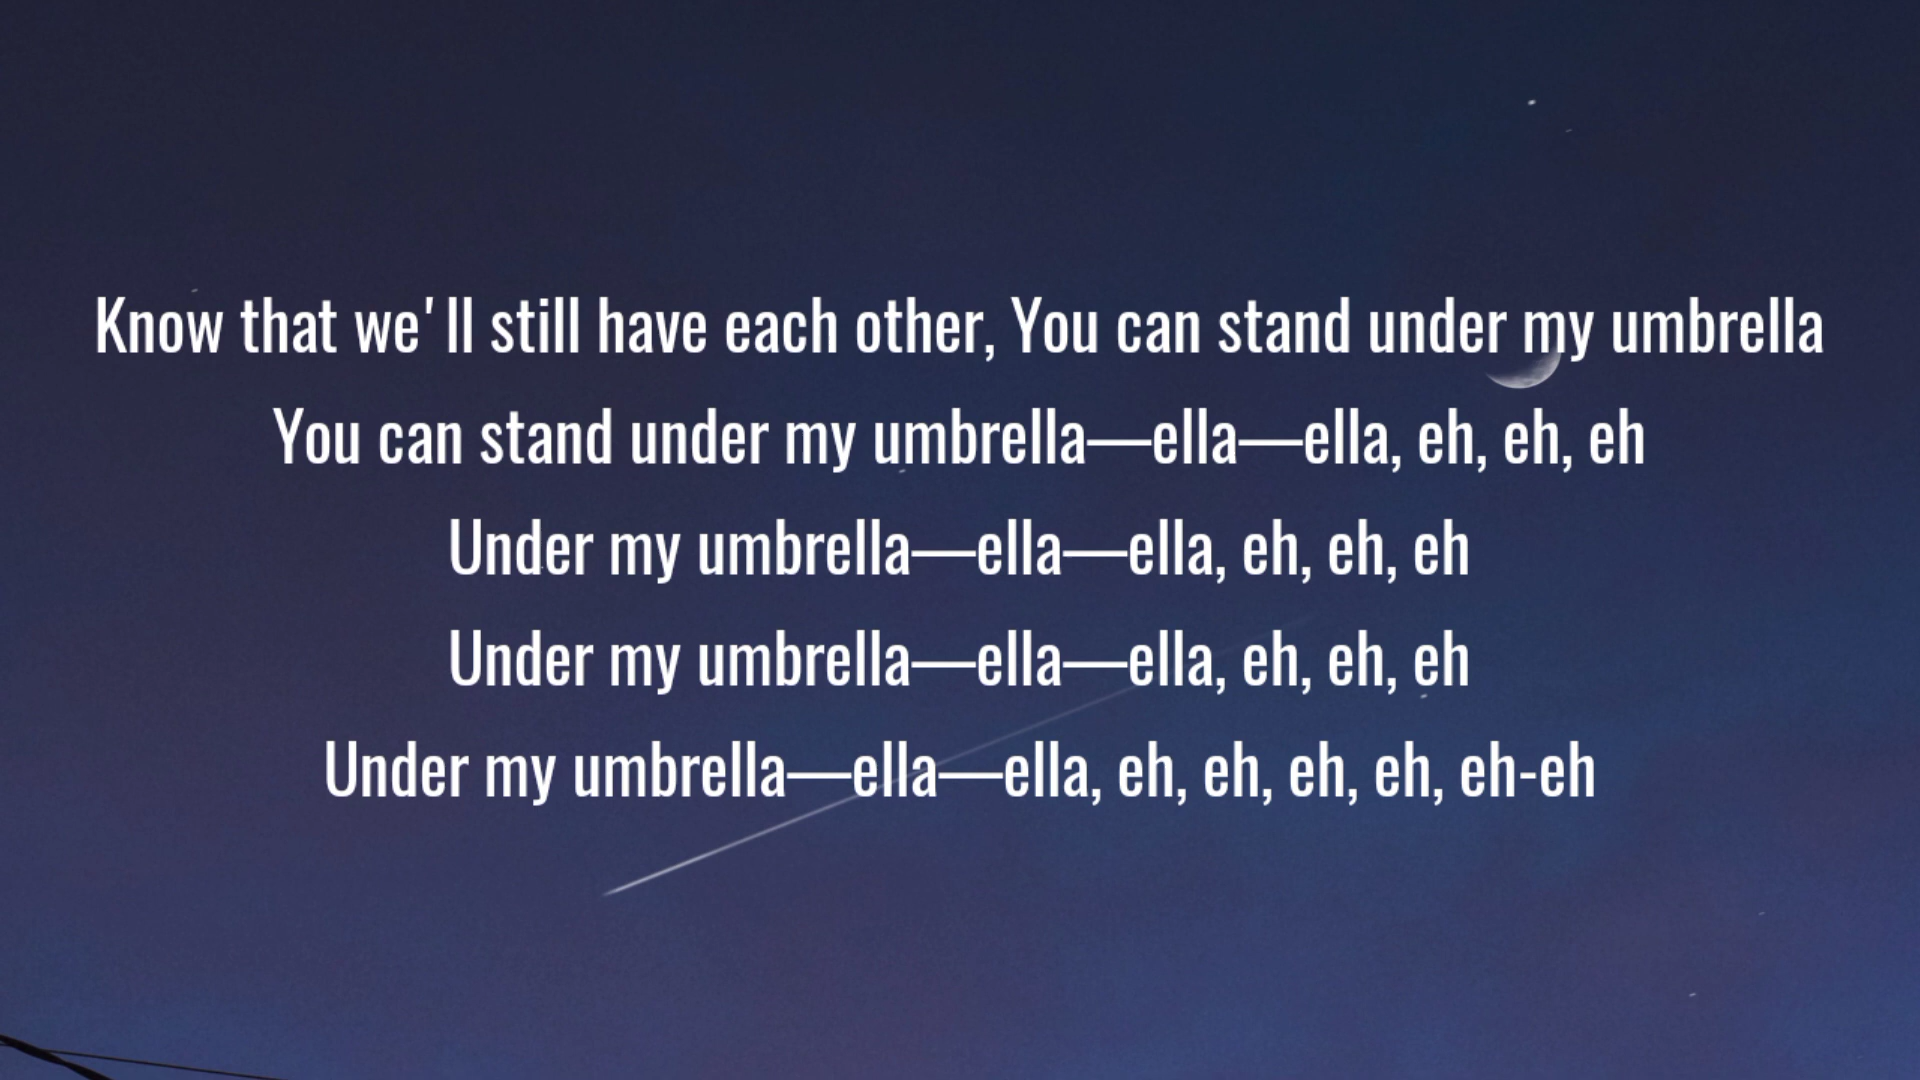 Know that we'll still have each other, You can stand under my umbrella
You can stand under my umbrella—ella—ella, eh, eh, eh
Under my umbrella—ella—ella, eh, eh, eh
Under my umbrella—ella—ella, eh, eh, eh
Under my umbrella—ella—ella, eh, eh, eh, eh, eh-eh